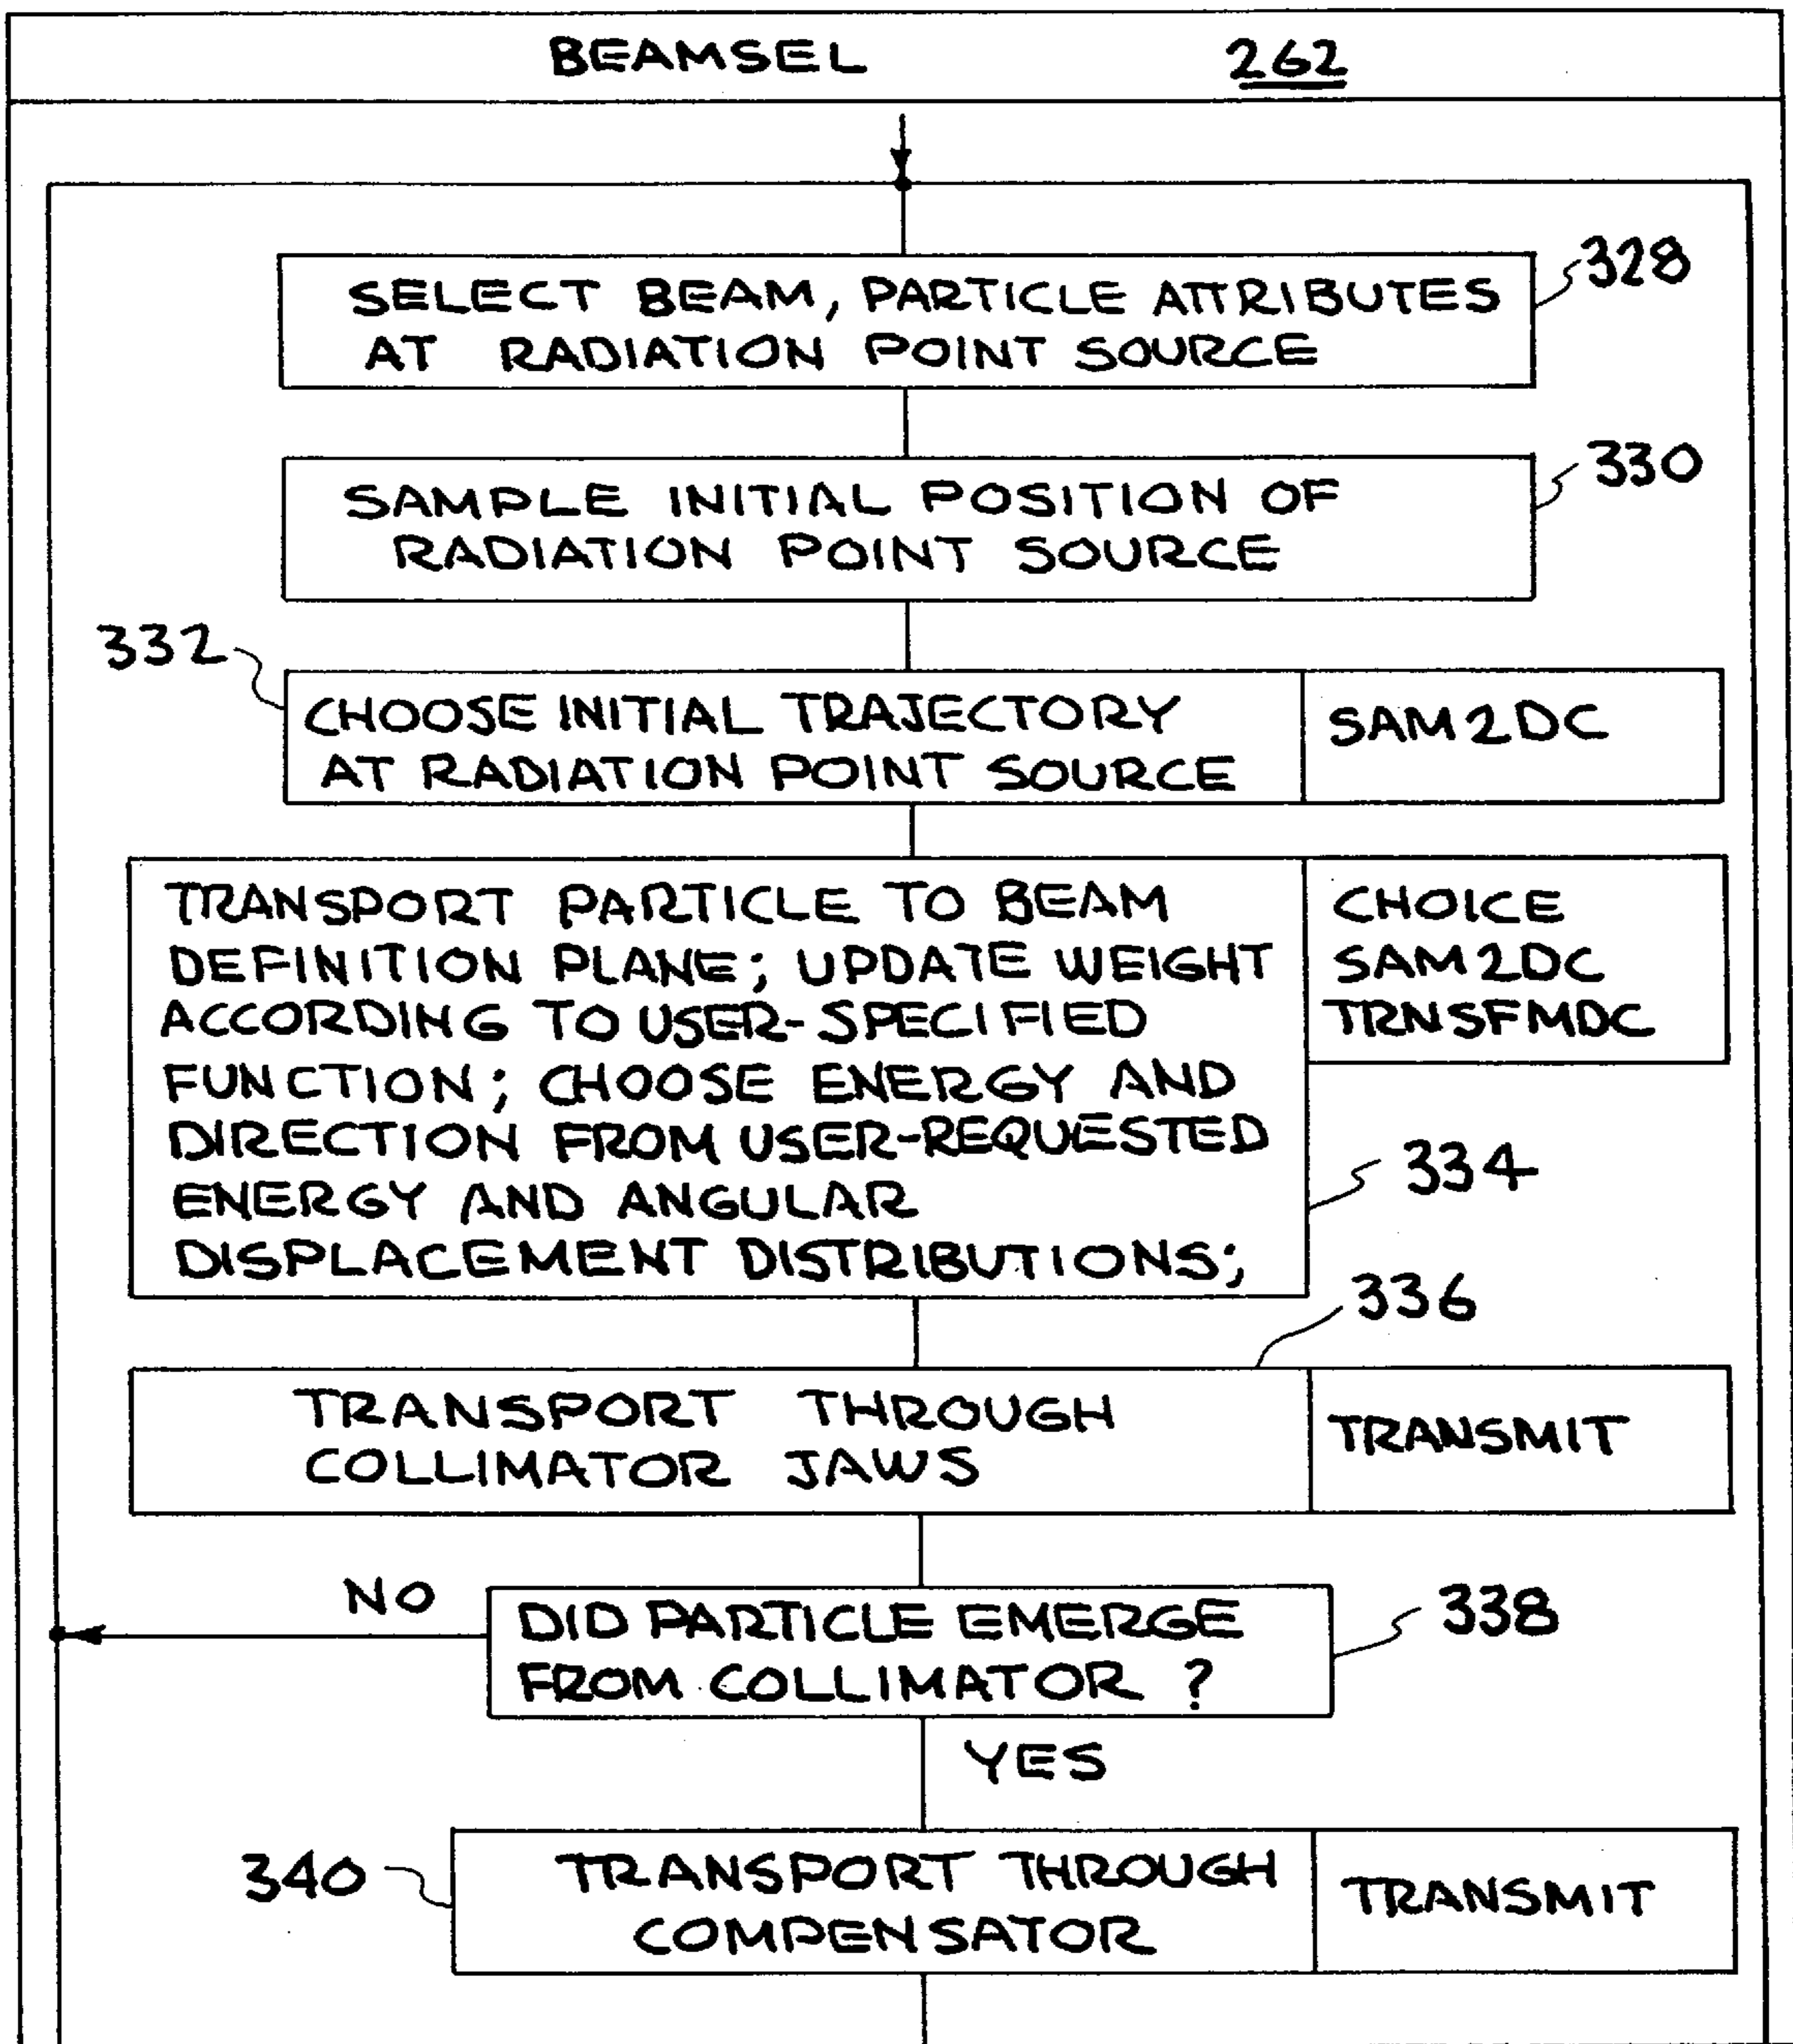 BEAMSEL 262
SELECT BEAM, PARTICLE ATTRIBUTES
AT RADIATION POINT SOURCE
328
SAMPLE INITIAL POSITION OF
RADIATION POINT SOURCE
330
332
CHOOSE INITIAL TRAJECTORY
AT RADIATION POINT SOURCE
SAM2DC
TRANSPORT PARTICLE TO BEAM
DEFINITION PLANE; UPDATE WEIGHT
ACCORDING TO USER-SPECIFIED
FUNCTION; CHOOSE ENERGY AND
DIRECTION FROM USER-REQUESTED
ENERGY AND ANGULAR
DISPLACEMENT DISTRIBUTIONS;
CHOICE
SAM2DC
TRNSFMDC
334
336
TRANSPORT THROUGH
COLLIMATOR JAWS
TRANSMIT
NO
DID PARTICLE EMERGE
FROM COLLIMATOR ?
338
YES
340
TRANSPORT THROUGH
COMPENSATOR
TRANSMIT